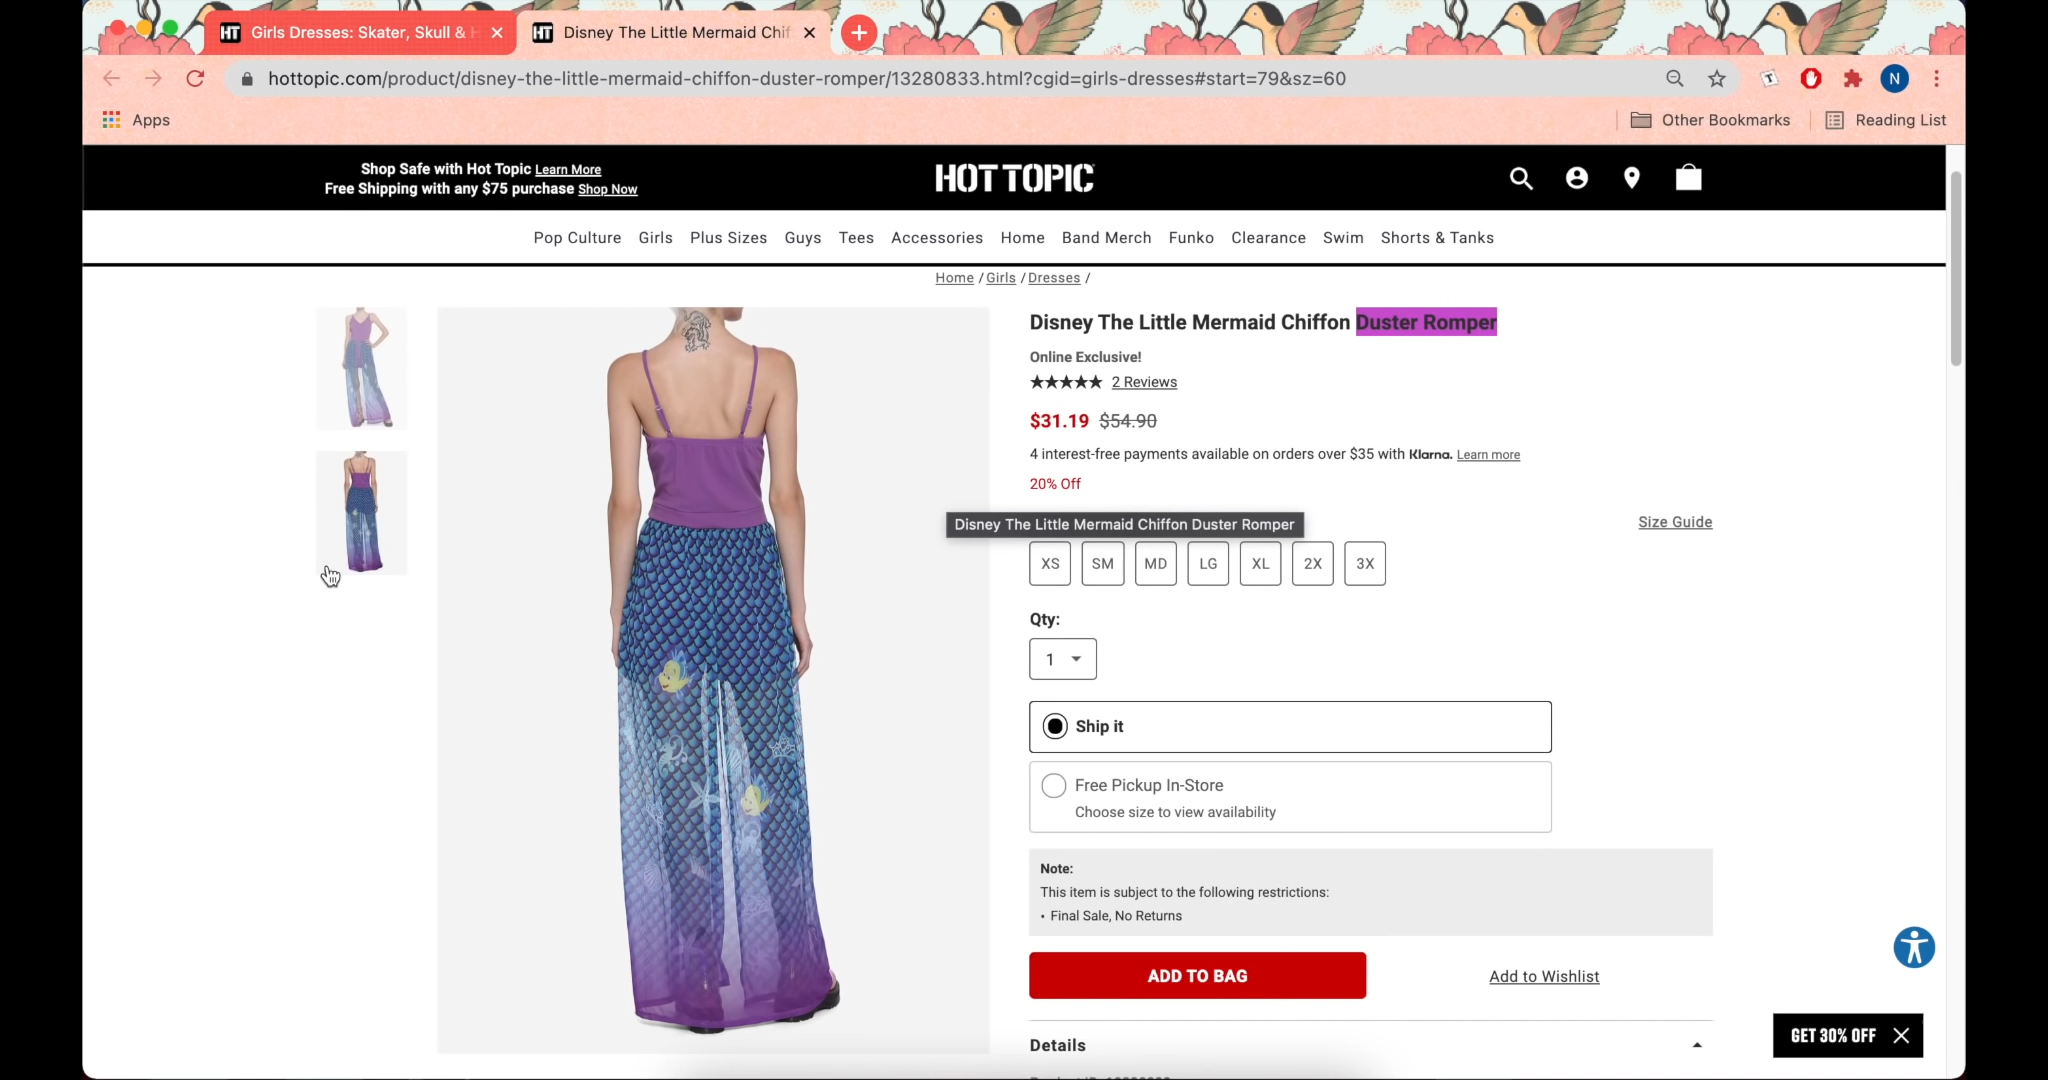 Girls Dresses: Skater, Skull &
Disney The Little Mermaid Chif
hottopic.com/product/disney-the-little-mermaid-chiffon-duster-romper/13280833.html?cgid=girls-dresses#start=79&sz=60
N
Apps
Other Bookmarks
Reading List
Shop Safe with Hot Topic Learn More
Free Shipping with any $75 purchase Shop Now
HOT TOPIC
Pop Culture Girls Plus Sizes Guys Tees Accessories Home Band Merch Funko Clearance Swim Shorts & Tanks
Home / Girls / Dresses /
Disney The Little Mermaid Chiffon Duster Romper
Online Exclusive!
★★★★★ 2 Reviews
$31.19 $54.90
4 interest-free payments available on orders over $35 with Klarna. Learn more
20% Off
Size Guide
Disney The Little Mermaid Chiffon Duster Romper
XS SM MD LG XL 2X 3X
Qty:
1
Ship it
Free Pickup In-Store
Choose size to view availability
Note:
This item is subject to the following restrictions:
• Final Sale, No Returns
ADD TO BAG
Add to Wishlist
GET 30% OFF
Details